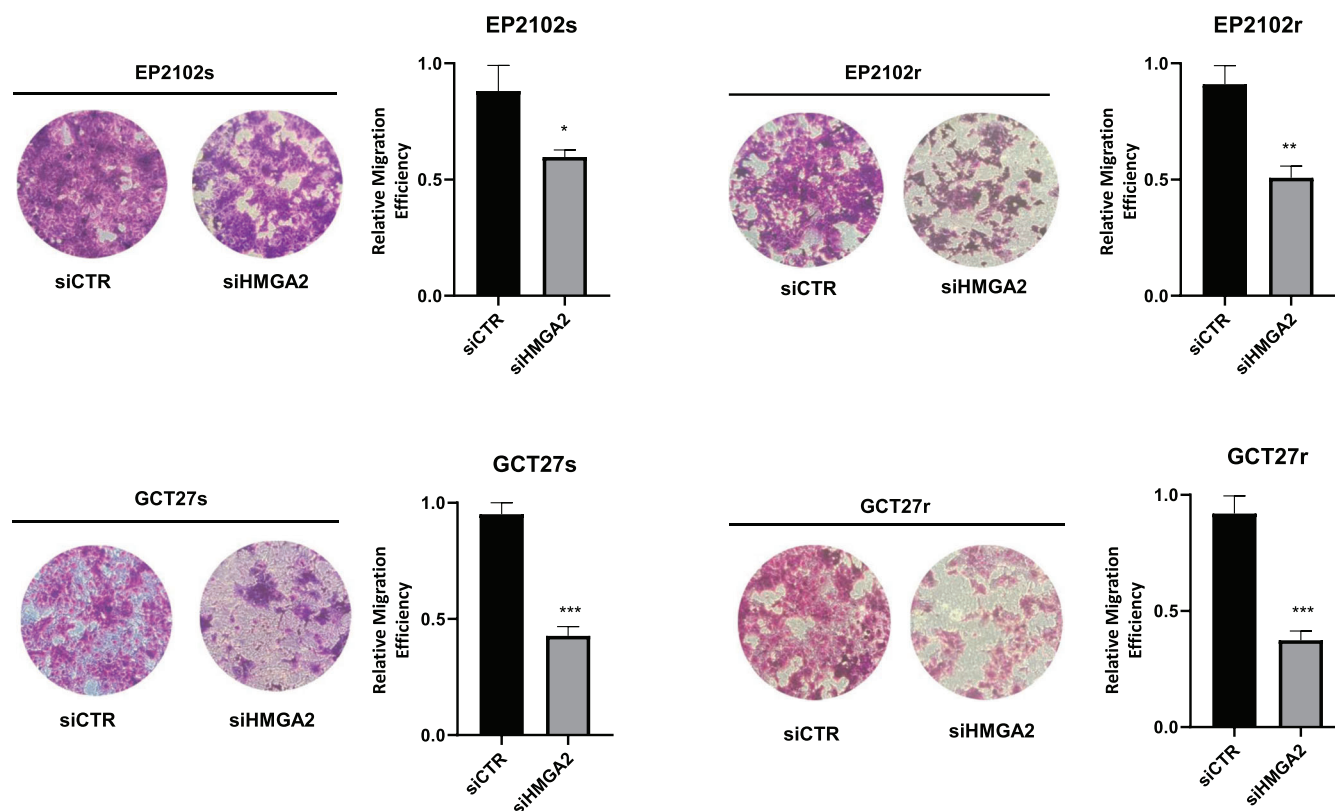 EP2102s
EP2102s
siCTR
siHMGA2
Relative Migration
Efficiency
1.0
0.5
0.0
*
siCTR
siHMGA2
EP2102r
EP2102r
siCTR
siHMGA2
Relative Migration
Efficiency
1.0
0.5
0.0
**
siCTR
siHMGA2
GCT27s
GCT27s
siCTR
siHMGA2
Relative Migration
Efficiency
1.0
0.5
0.0
***
siCTR
siHMGA2
GCT27r
GCT27r
siCTR
siHMGA2
Relative Migration
Efficiency
1.0
0.5
0.0
***
siCTR
siHMGA2